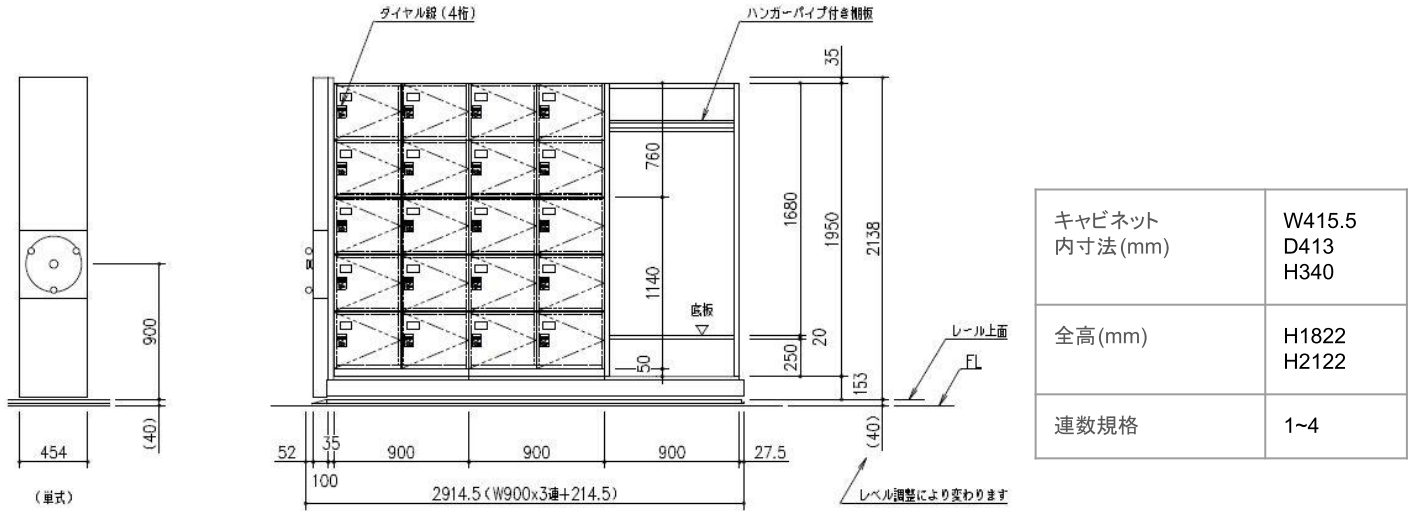 ダイヤル錠(4桁)
ハンガーパイプ付き棚板
35
760
1140
50
底板
1680
250
20
1950
153
2138
(40)
レール上面
FL
レベル調整により変わります
900
(40)
454
(単式)
52
35
100
900
900
900
27.5
2914.5(W900x3連+214.5)
キャビネット
内寸法(mm)
W415.5
D413
H340
全高(mm)
H1822
H2122
連数規格
1~4